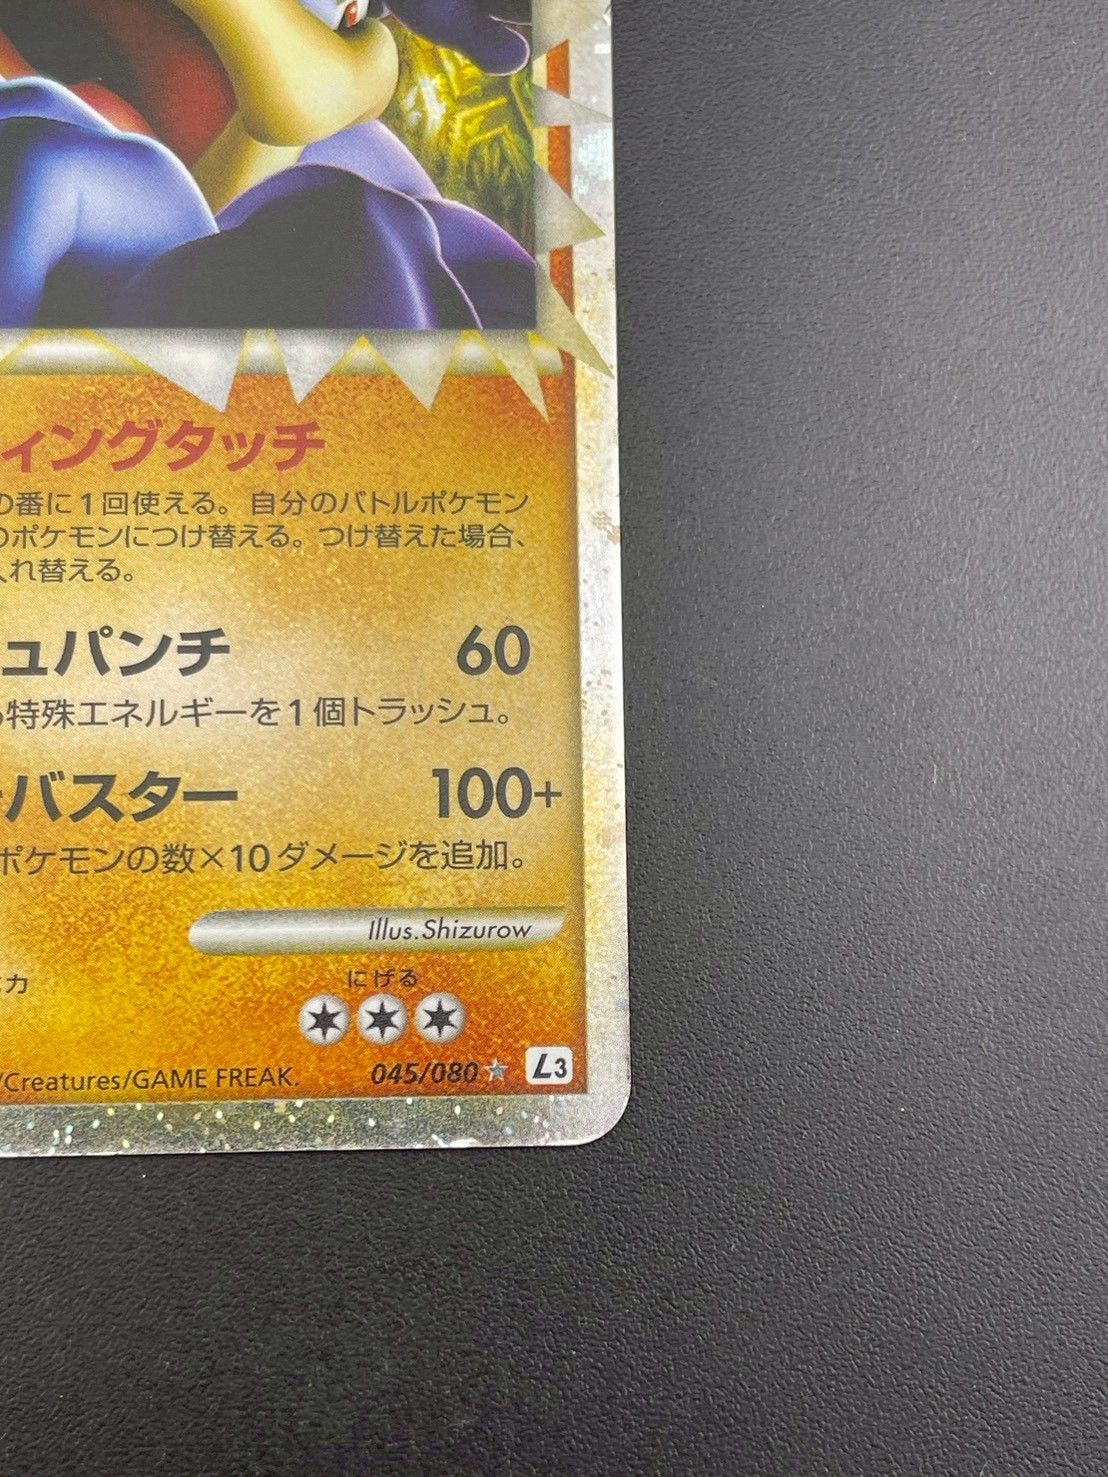 ィングタッチ
の番に1回使える。自分のバトルポケモン
のポケモンにつけ替える。つけ替えた場合、
入れ替える。
ュパンチ 60
特殊エネルギーを1個トラッシュ。
バスター 100+
ポケモンの数×10ダメージを追加。
Illus.Shizurow
にげる
カ
/Creatures/GAME FREAK. 045/080 L3